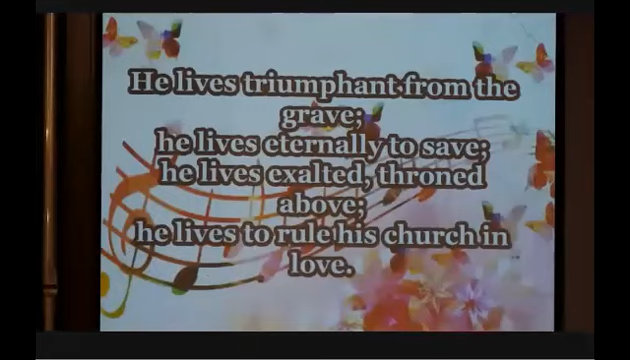 He lives triumphant from the
grave;
he lives eternally to save;
he lives exalted, throned
above;
he lives to rule his church in
love.